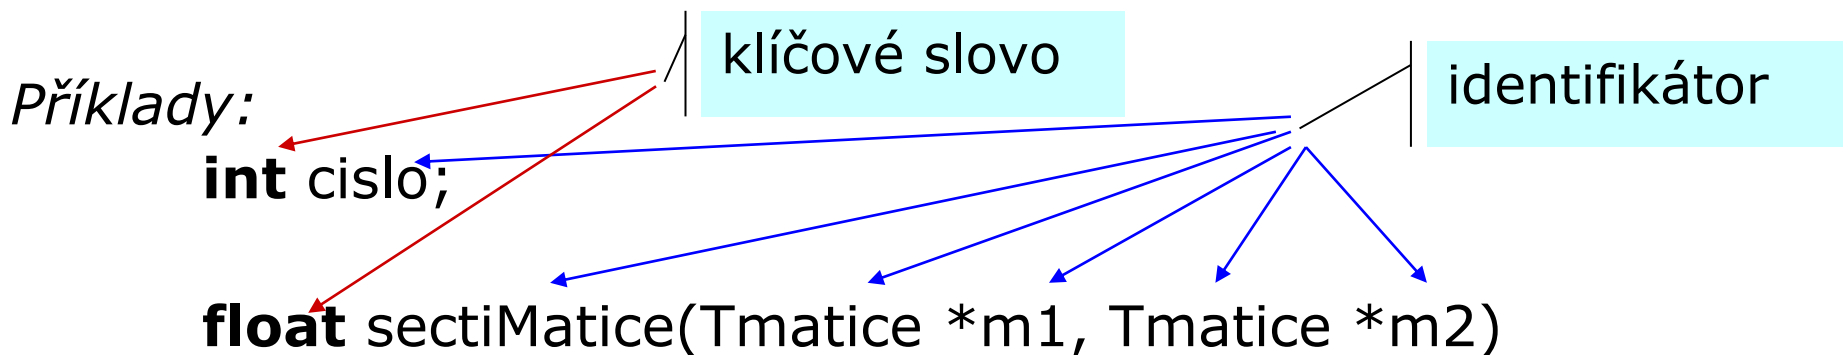 klíčové slovo
identifikátor
Příklady:
int cislo;
float sectiMatice(Tmatice *m1, Tmatice *m2)